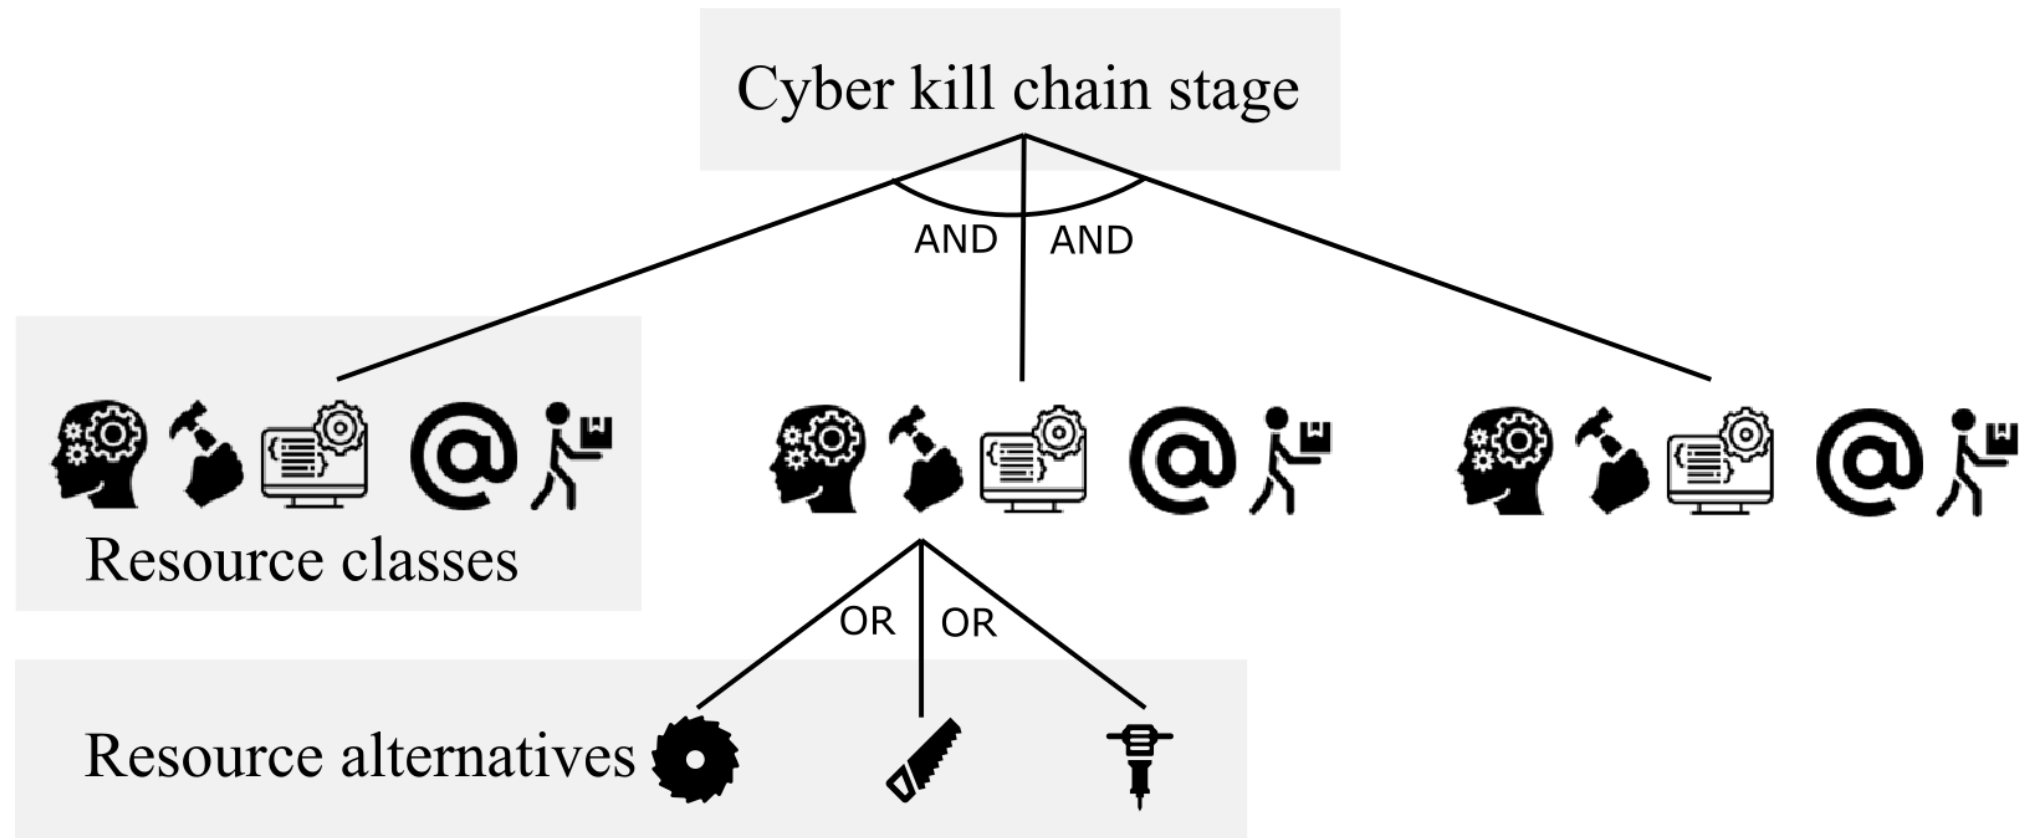 Cyber kill chain stage
AND AND
Resource classes
OR OR
Resource alternatives